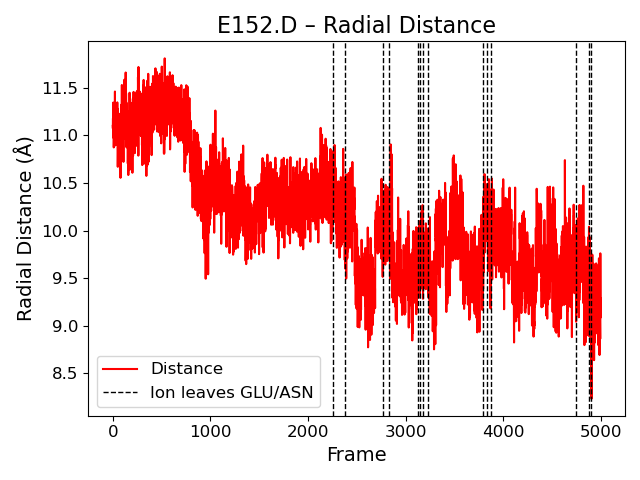 E152.D – Radial Distance
Radial Distance (Å)
11.5
11.0
10.5
10.0
9.5
9.0
8.5
Distance
Ion leaves GLU/ASN
0
1000
2000
3000
4000
5000
Frame